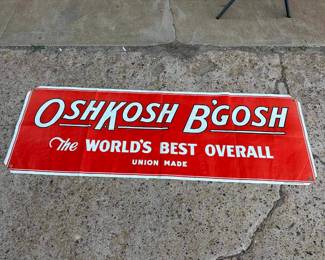 OSHKOSH B'GOSH
The WORLD'S BEST OVERALL
UNION MADE